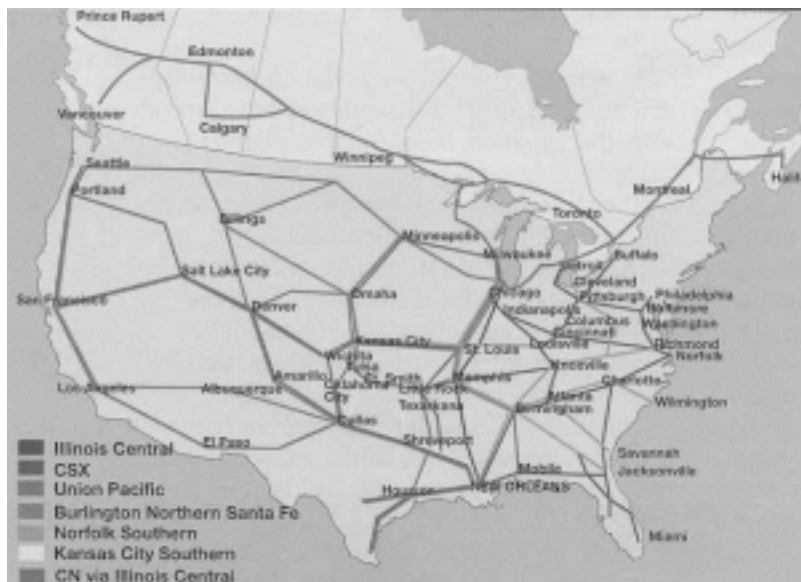 Prince Rupert
Edmonton
Vancouver
Calgary
Winnipeg
Seattle
Portland
Montreal
Halif
Toronto
Billings
Minneapolis
Milwaukee
Buffalo
Detroit
Salt Lake City
Cleveland
Chicago
Pittsburgh
Philadelphia
San Francisco
Denver
Omaha
Indianapolis
Baltimore
Columbus
Washington
Cincinnati
Kansas City
Louisville
Richmond
St. Louis
Norfolk
Wichita
Knoxville
Tulsa
Amarillo
Ft. Smith
Memphis
Charlotte
Los Angeles
Albuquerque
Oklahoma
City
Little Rock
Atlanta
Texarkana
Birmingham
Wilmington
Dallas
El Paso
Shreveport
Savannah
Mobile
Jacksonville
Houston
NEW ORLEANS
Miami
Illinois Central
CSX
Union Pacific
Burlington Northern Santa Fe
Norfolk Southern
Kansas City Southern
CN via Illinois Central